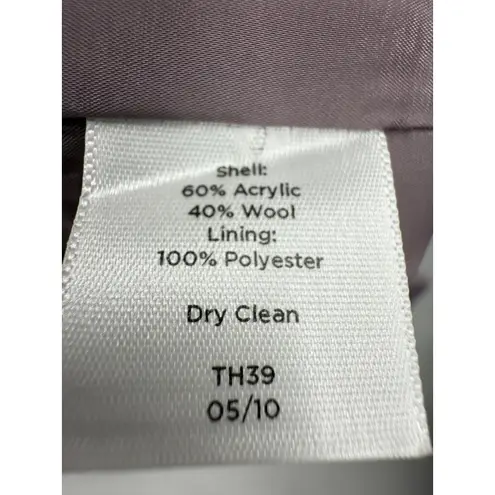 Shell:
60% Acrylic
40% Wool
Lining:
100% Polyester
Dry Clean
TH39
05/10